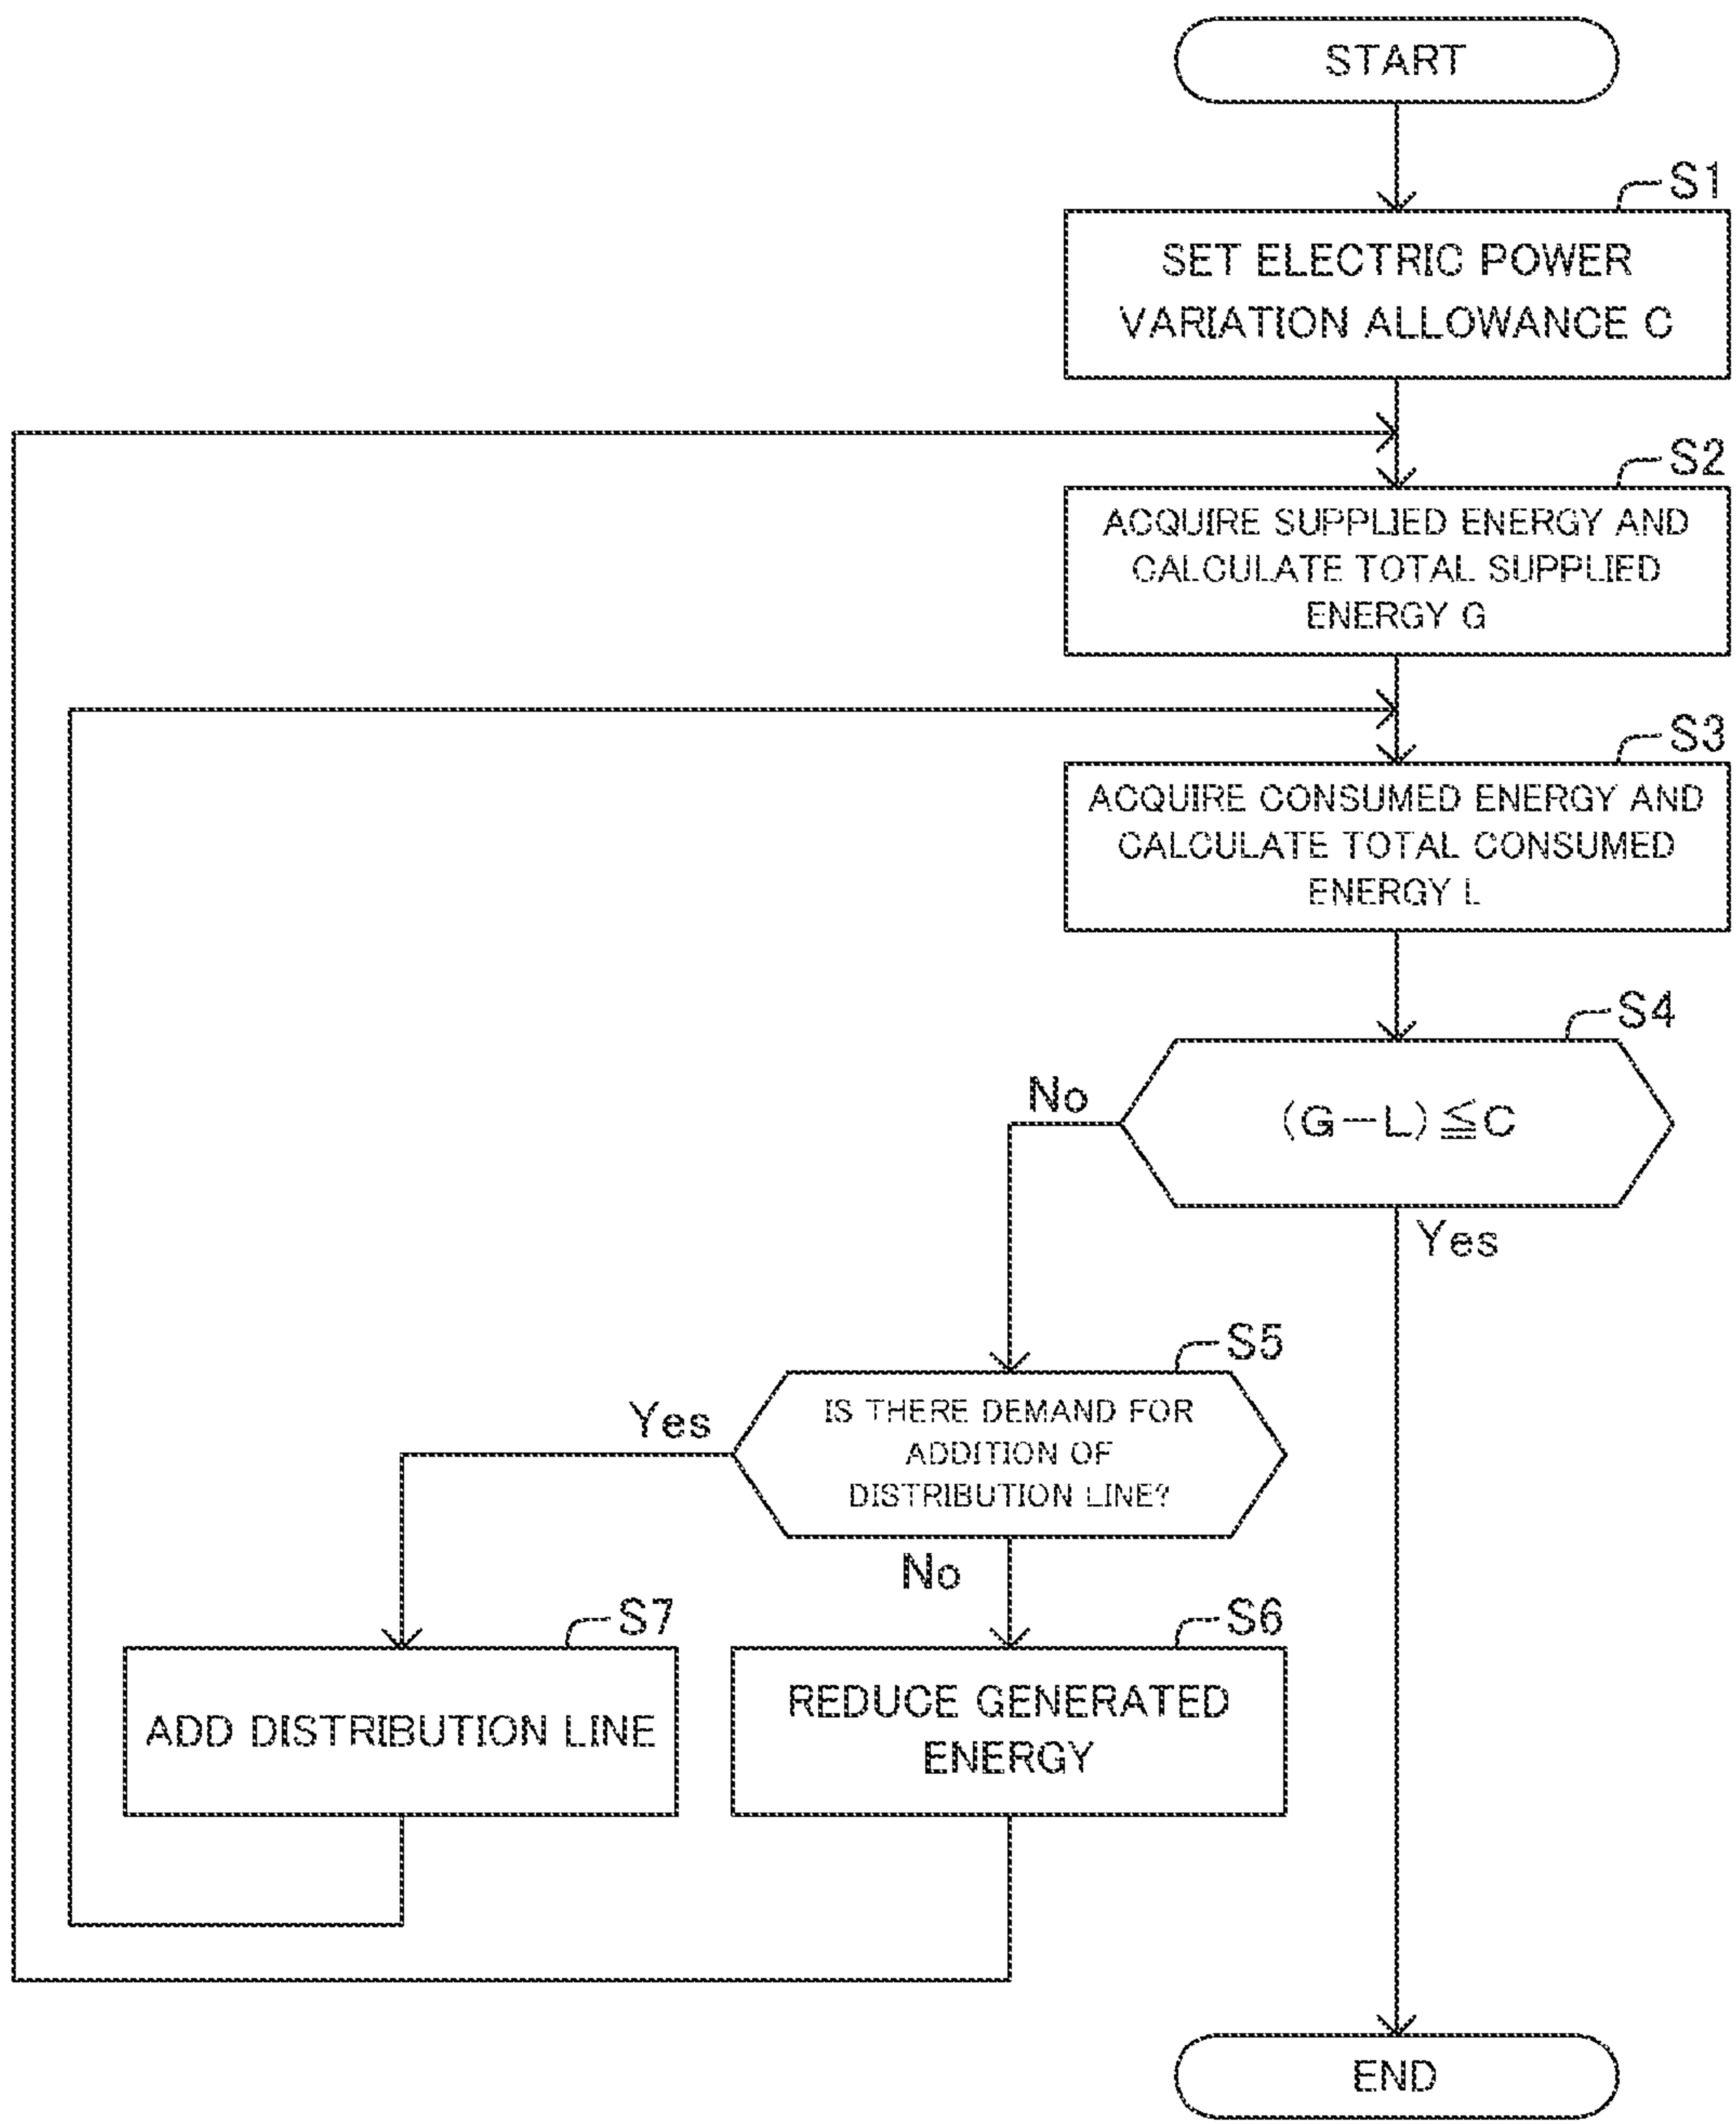 START
S1
SET ELECTRIC POWER
VARIATION ALLOWANCE C
S2
ACQUIRE SUPPLIED ENERGY AND
CALCULATE TOTAL SUPPLIED
ENERGY G
S3
ACQUIRE CONSUMED ENERGY AND
CALCULATE TOTAL CONSUMED
ENERGY L
S4
No
(G−L)≦C
Yes
S5
Yes
IS THERE DEMAND FOR
ADDITION OF
DISTRIBUTION LINE?
No
S7
S6
ADD DISTRIBUTION LINE
REDUCE GENERATED
ENERGY
END